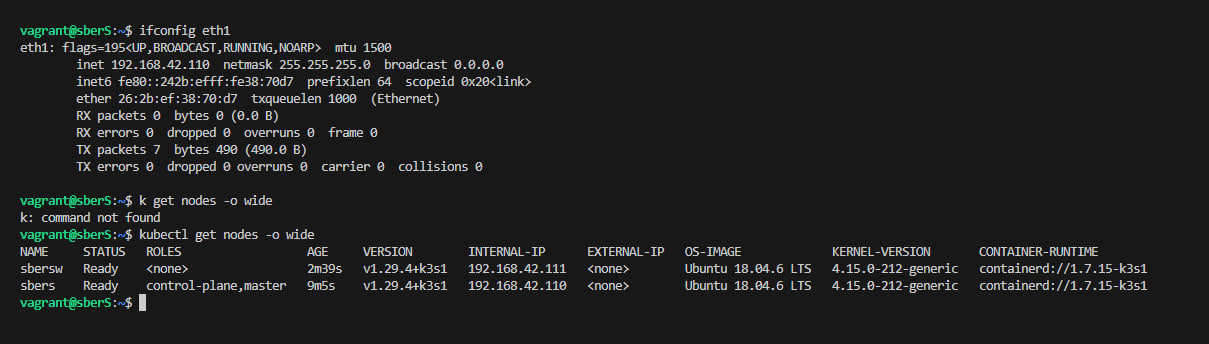 vagrant@sberS:~$ ifconfig eth1
eth1: flags=195<UP,BROADCAST,RUNNING,NOARP>  mtu 1500
        inet 192.168.42.110  netmask 255.255.255.0  broadcast 0.0.0.0
        inet6 fe80::242b:efff:fe38:70d7  prefixlen 64  scopeid 0x20<link>
        ether 26:2b:ef:38:70:d7  txqueuelen 1000  (Ethernet)
        RX packets 0  bytes 0 (0.0 B)
        RX errors 0  dropped 0  overruns 0  frame 0
        TX packets 7  bytes 490 (490.0 B)
        TX errors 0  dropped 0 overruns 0  carrier 0  collisions 0
vagrant@sberS:~$ k get nodes -o wide
k: command not found
vagrant@sberS:~$ kubectl get nodes -o wide
NAME     STATUS   ROLES                  AGE     VERSION        INTERNAL-IP      EXTERNAL-IP   OS-IMAGE             KERNEL-VERSION      CONTAINER-RUNTIME
sbersw   Ready    <none>                 2m39s   v1.29.4+k3s1   192.168.42.111   <none>        Ubuntu 18.04.6 LTS   4.15.0-212-generic   containerd://1.7.15-k3s1
sbers    Ready    control-plane,master   9m5s    v1.29.4+k3s1   192.168.42.110   <none>        Ubuntu 18.04.6 LTS   4.15.0-212-generic   containerd://1.7.15-k3s1
vagrant@sberS:~$